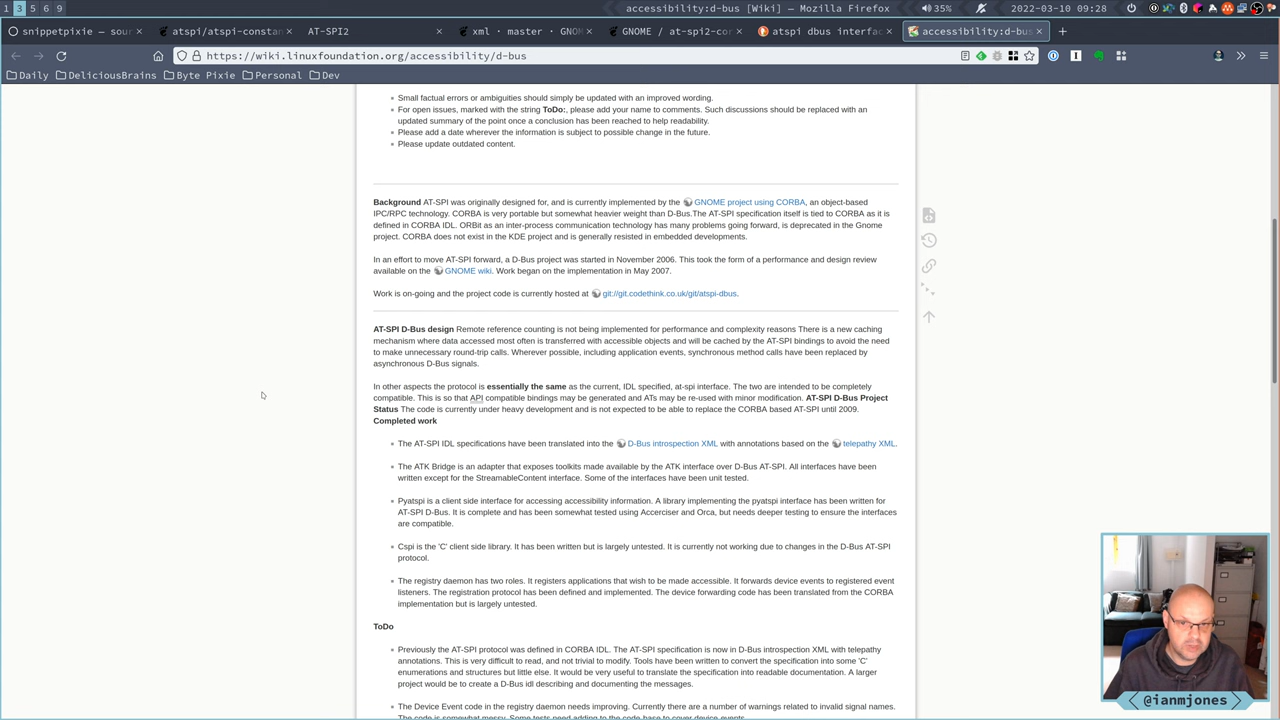 1 3 5 6 9
accessibility:d-bus [Wiki] — Mozilla Firefox
35%
2022-03-10 09:28
snippetpixie — sour
atspi/atspi-constan
AT-SPI2
xml · master · GNOM
GNOME / at-spi2-cor
atspi dbus interfac
accessibility:d-bus
https://wiki.linuxfoundation.org/accessibility/d-bus
Daily
DeliciousBrains
Byte Pixie
Personal
Dev
Small factual errors or ambiguities should simply be updated with an improved wording.
For open issues, marked with the string ToDo:, please add your name to comments. Such discussions should be replaced with an
updated summary of the point once a conclusion has been reached to help readability.
Please add a date wherever the information is subject to possible change in the future.
Please update outdated content.
Background AT-SPI was originally designed for, and is currently implemented by the GNOME project using CORBA, an object-based
IPC/RPC technology. CORBA is very portable but somewhat heavier weight than D-Bus.The AT-SPI specification itself is tied to CORBA as it is
defined in CORBA IDL. ORBit as an inter-process communication technology has many problems going forward, is deprecated in the Gnome
project. CORBA does not exist in the KDE project and is generally resisted in embedded developments.
In an effort to move AT-SPI forward, a D-Bus project was started in November 2006. This took the form of a performance and design review
available on the GNOME wiki. Work began on the implementation in May 2007.
Work is on-going and the project code is currently hosted at git://git.codethink.co.uk/git/atspi-dbus.
AT-SPI D-Bus design Remote reference counting is not being implemented for performance and complexity reasons There is a new caching
mechanism where data accessed most often is transferred with accessible objects and will be cached by the AT-SPI bindings to avoid the need
to make unnecessary round-trip calls. Wherever possible, including application events, synchronous method calls have been replaced by
asynchronous D-Bus signals.
In other aspects the protocol is essentially the same as the current, IDL specified, at-spi interface. The two are intended to be completely
compatible. This is so that API compatible bindings may be generated and ATs may be re-used with minor modification. AT-SPI D-Bus Project
Status The code is currently under heavy development and is not expected to be able to replace the CORBA based AT-SPI until 2009.
Completed work
The AT-SPI IDL specifications have been translated into the D-Bus introspection XML with annotations based on the telepathy XML.
The ATK Bridge is an adapter that exposes toolkits made available by the ATK interface over D-Bus AT-SPI. All interfaces have been
written except for the StreamableContent interface. Some of the interfaces have been unit tested.
Pyatspi is a client side interface for accessing accessibility information. A library implementing the pyatspi interface has been written for
AT-SPI D-Bus. It is complete and has been somewhat tested using Accerciser and Orca, but needs deeper testing to ensure the interfaces
are compatible.
Cspi is the 'C' client side library. It has been written but is largely untested. It is currently not working due to changes in the D-Bus AT-SPI
protocol.
The registry daemon has two roles. It registers applications that wish to be made accessible. It forwards device events to registered event
listeners. The registration protocol has been defined and implemented. The device forwarding code has been translated from the CORBA
implementation but is largely untested.
ToDo
Previously the AT-SPI protocol was defined in CORBA IDL. The AT-SPI specification is now in D-Bus introspection XML with telepathy
annotations. This is very difficult to read, and not trivial to modify. Tools have been written to convert the specification into some 'C'
enumerations and structures but little else. It would be very useful to translate the specification into readable documentation. A larger
project would be to create a D-Bus idl describing and documenting the messages.
The Device Event code in the registry daemon needs improving. Currently there are a number of warnings related to invalid signal names.
The code is somewhat messy. Some tests need adding to the code base to cover device-events.
@ianmjones